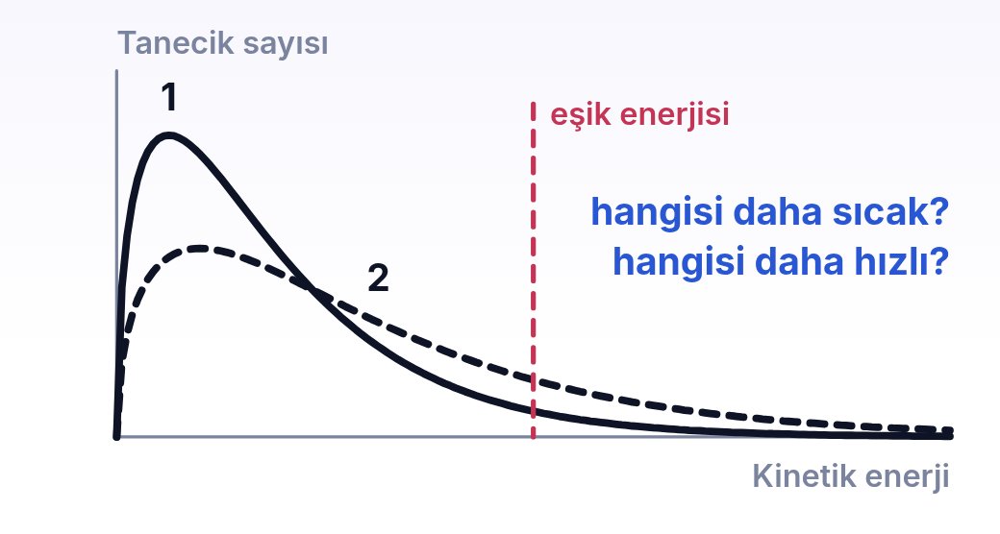 Tanecik sayısı
1
eşik enerjisi
hangisi daha sıcak?
hangisi daha hızlı?
2
Kinetik enerji